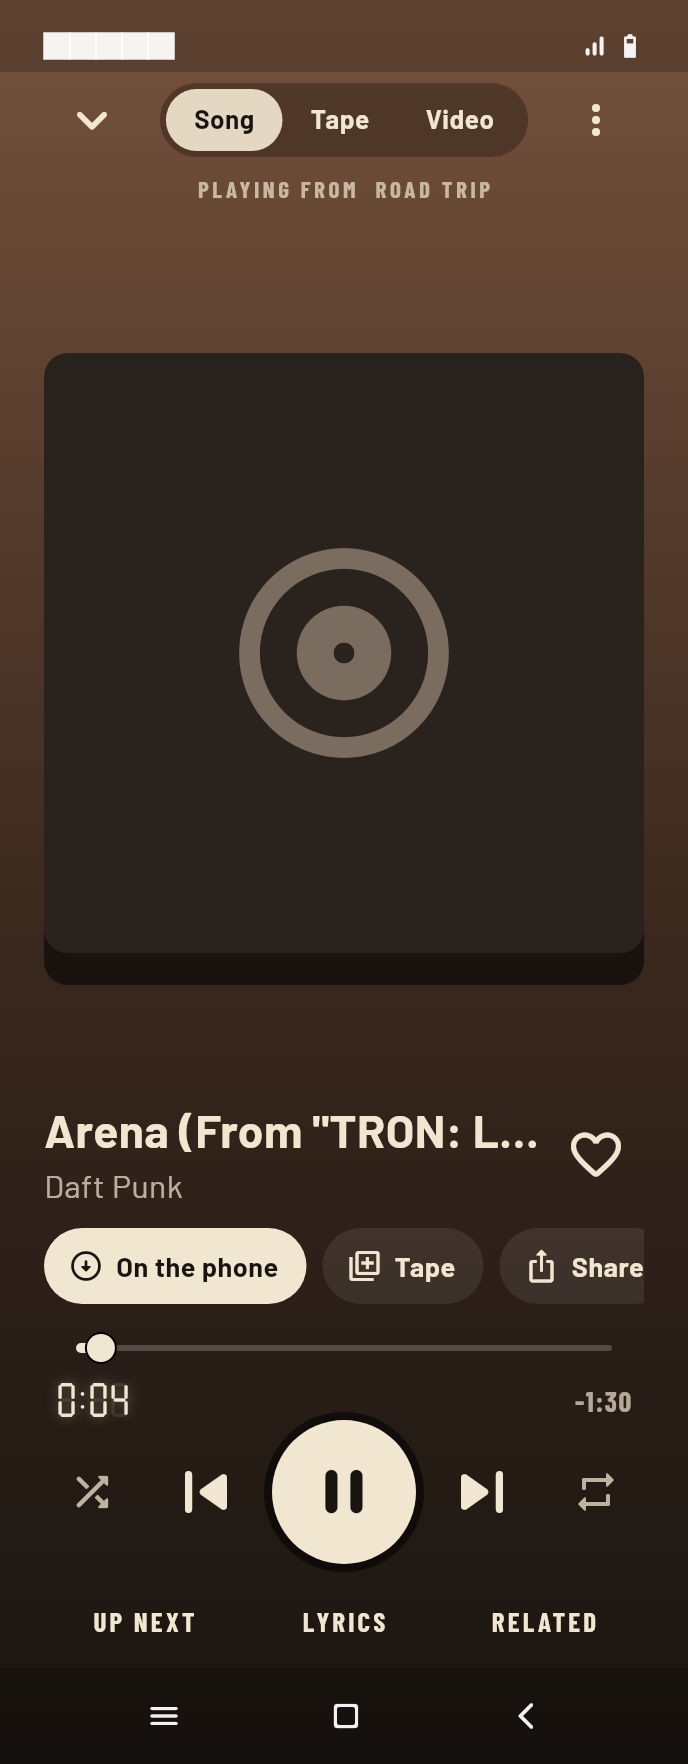 Song Tape Video
PLAYING FROM ROAD TRIP
Arena (From "TRON: L...
Daft Punk
On the phone Tape Share
0:04 -1:30
UP NEXT LYRICS RELATED